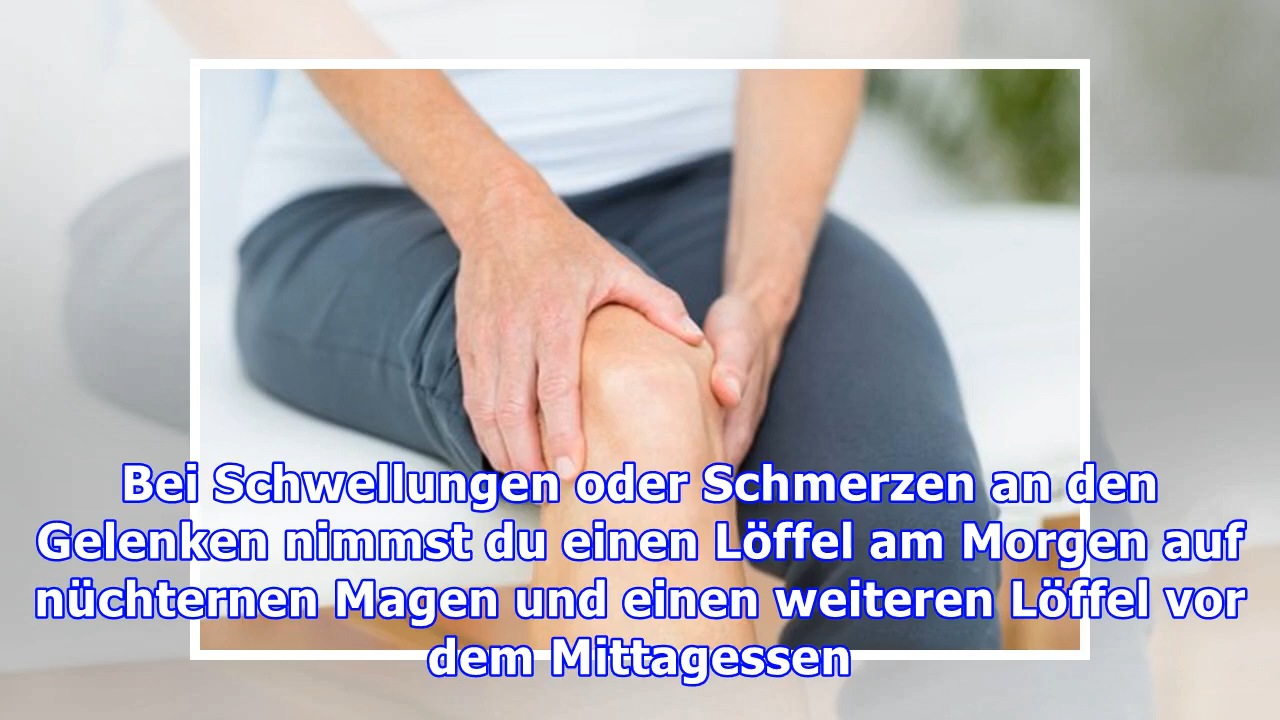 Bei Schwellungen oder Schmerzen an den
Gelenken nimmst du einen Löffel am Morgen auf
nüchternen Magen und einen weiteren Löffel vor
dem Mittagessen